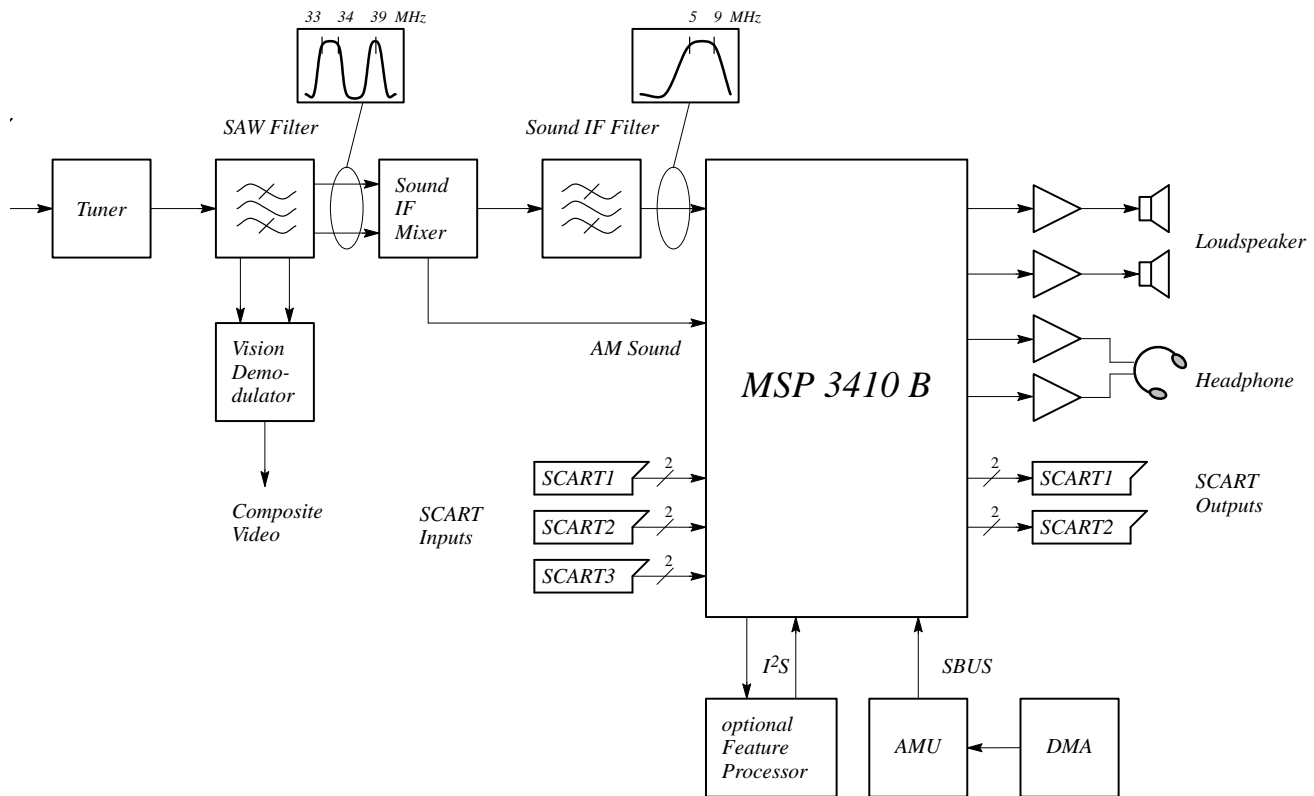 33 34 39 MHz
5 9 MHz
SAW Filter
Sound IF Filter
Tuner
Sound
IF
Mixer
Loudspeaker
AM Sound
Vision
Demo-
dulator
MSP 3410 B
Headphone
Composite
Video
SCART
Inputs
SCART1
2
SCART2
2
SCART3
2
2
SCART1
2
SCART2
SCART
Outputs
I²S
SBUS
optional
Feature
Processor
AMU
DMA